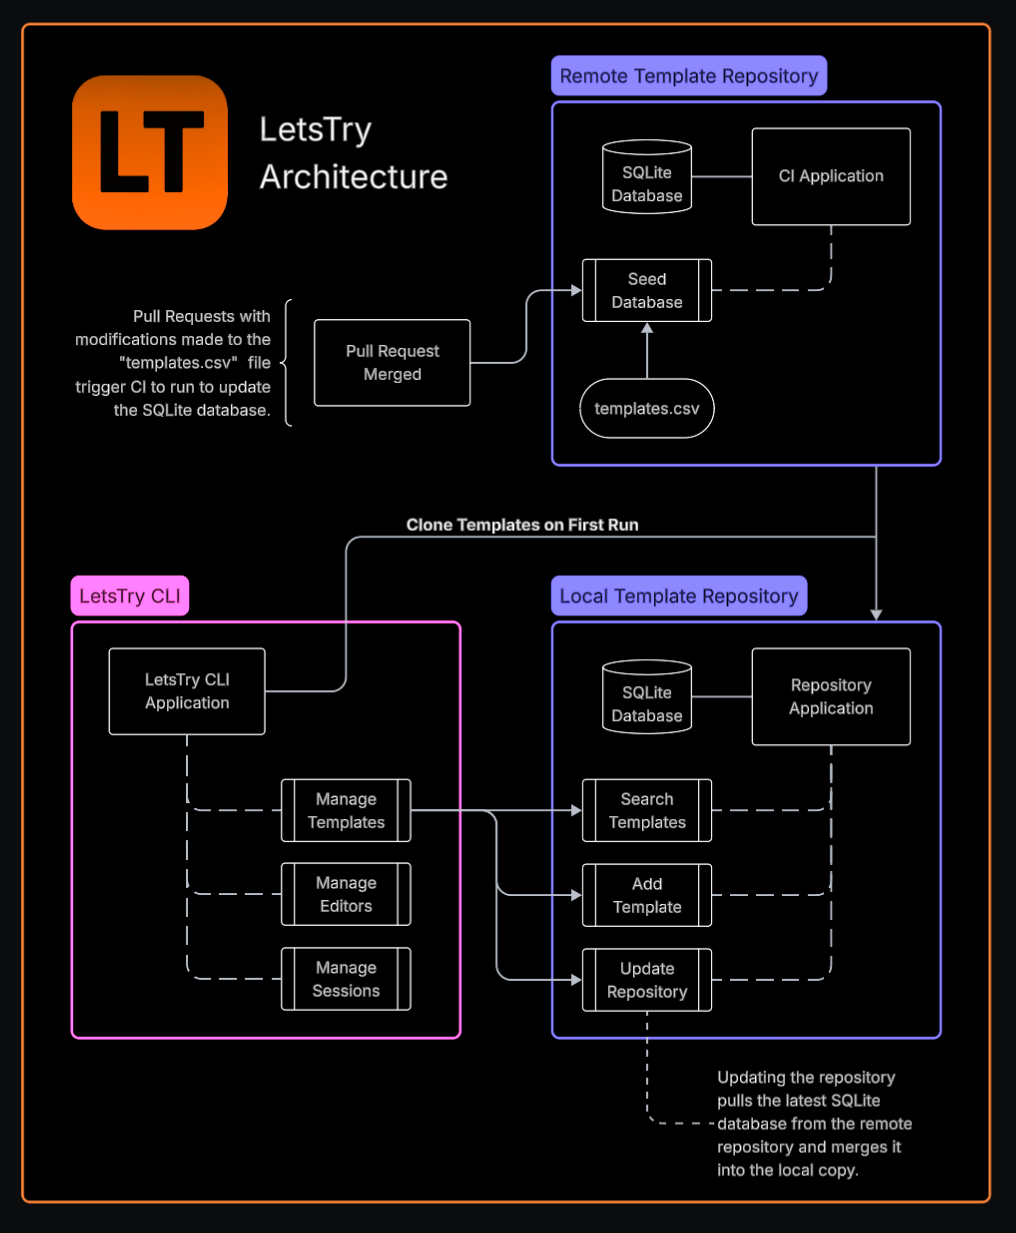 LT
LetsTry
Architecture
Remote Template Repository
SQLite
Database
CI Application
Seed
Database
templates.csv
Pull Requests with
modifications made to the
"templates.csv" file
trigger CI to run to update
the SQLite database.
Pull Request
Merged
Clone Templates on First Run
LetsTry CLI
LetsTry CLI
Application
Manage
Templates
Manage
Editors
Manage
Sessions
Local Template Repository
SQLite
Database
Repository
Application
Search
Templates
Add
Template
Update
Repository
Updating the repository
pulls the latest SQLite
database from the remote
repository and merges it
into the local copy.